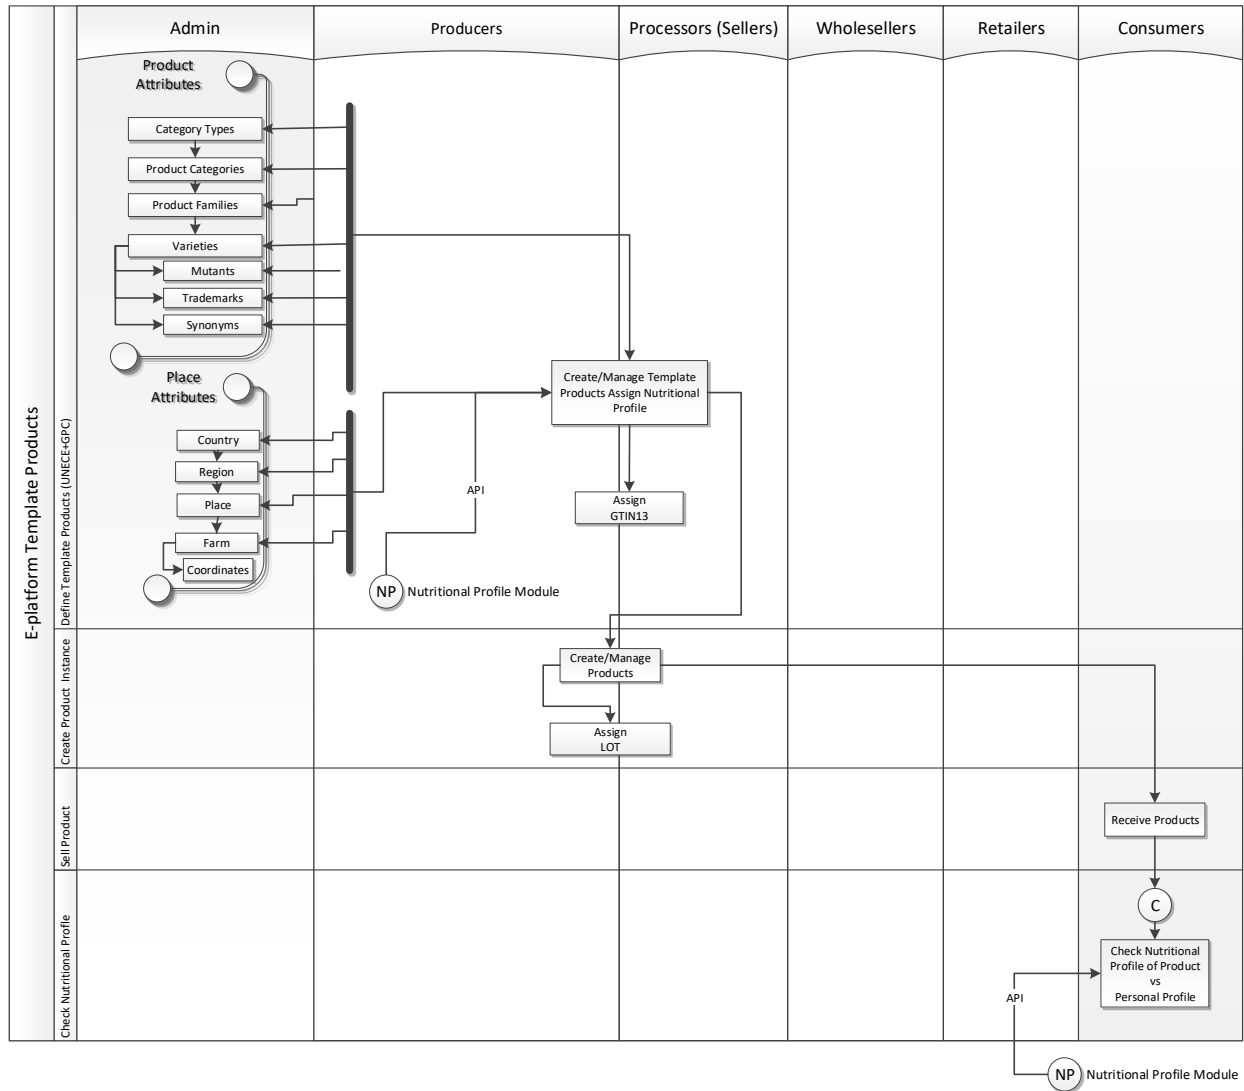 Admin
Producers
Processors (Sellers)
Wholesellers
Retailers
Consumers
E-platform Template Products
Define Template Products (UNECE+GPC)
Product
Attributes
Category Types
Product Categories
Product Families
Varieties
Mutants
Trademarks
Synonyms
Place
Attributes
Country
Region
Place
Farm
Coordinates
Create/Manage Template
Products Assign Nutritional
Profile
API
Assign
GTIN13
NP
Nutritional Profile Module
Create Product Instance
Create/Manage
Products
Assign
LOT
Sell Product
Receive Products
Check Nutritional Profle
C
Check Nutritional
Profile of Product
vs
Personal Profile
API
NP
Nutritional Profile Module